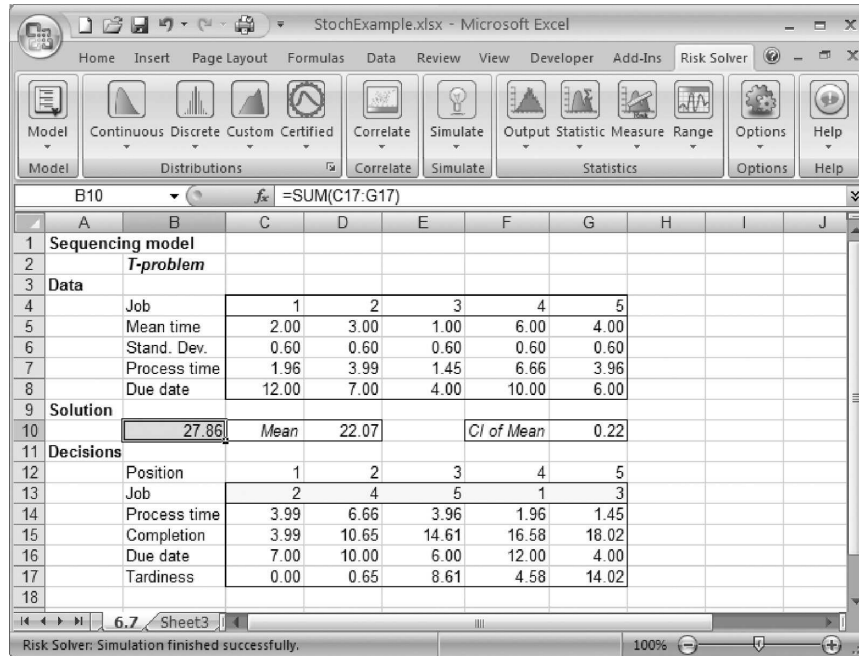 StochExample.xlsx - Microsoft Excel
Home Insert Page Layout Formulas Data Review View Developer Add-Ins Risk Solver
Model Continuous Discrete Custom Certified Correlate Simulate Output Statistic Measure Range Options Help
Model Distributions Correlate Simulate Statistics Options Help
B10 fx =SUM(C17:G17)
A B C D E F G H I J
1 Sequencing model
2 T-problem
3 Data
4 Job 1 2 3 4 5
5 Mean time 2.00 3.00 1.00 6.00 4.00
6 Stand. Dev. 0.60 0.60 0.60 0.60 0.60
7 Process time 1.96 3.99 1.45 6.66 3.96
8 Due date 12.00 7.00 4.00 10.00 6.00
9 Solution
10 27.86 Mean 22.07 CI of Mean 0.22
11 Decisions
12 Position 1 2 3 4 5
13 Job 2 4 5 1 3
14 Process time 3.99 6.66 3.96 1.96 1.45
15 Completion 3.99 10.65 14.61 16.58 18.02
16 Due date 7.00 10.00 6.00 12.00 4.00
17 Tardiness 0.00 0.65 8.61 4.58 14.02
18
6.7 Sheet3
Risk Solver: Simulation finished successfully. 100%